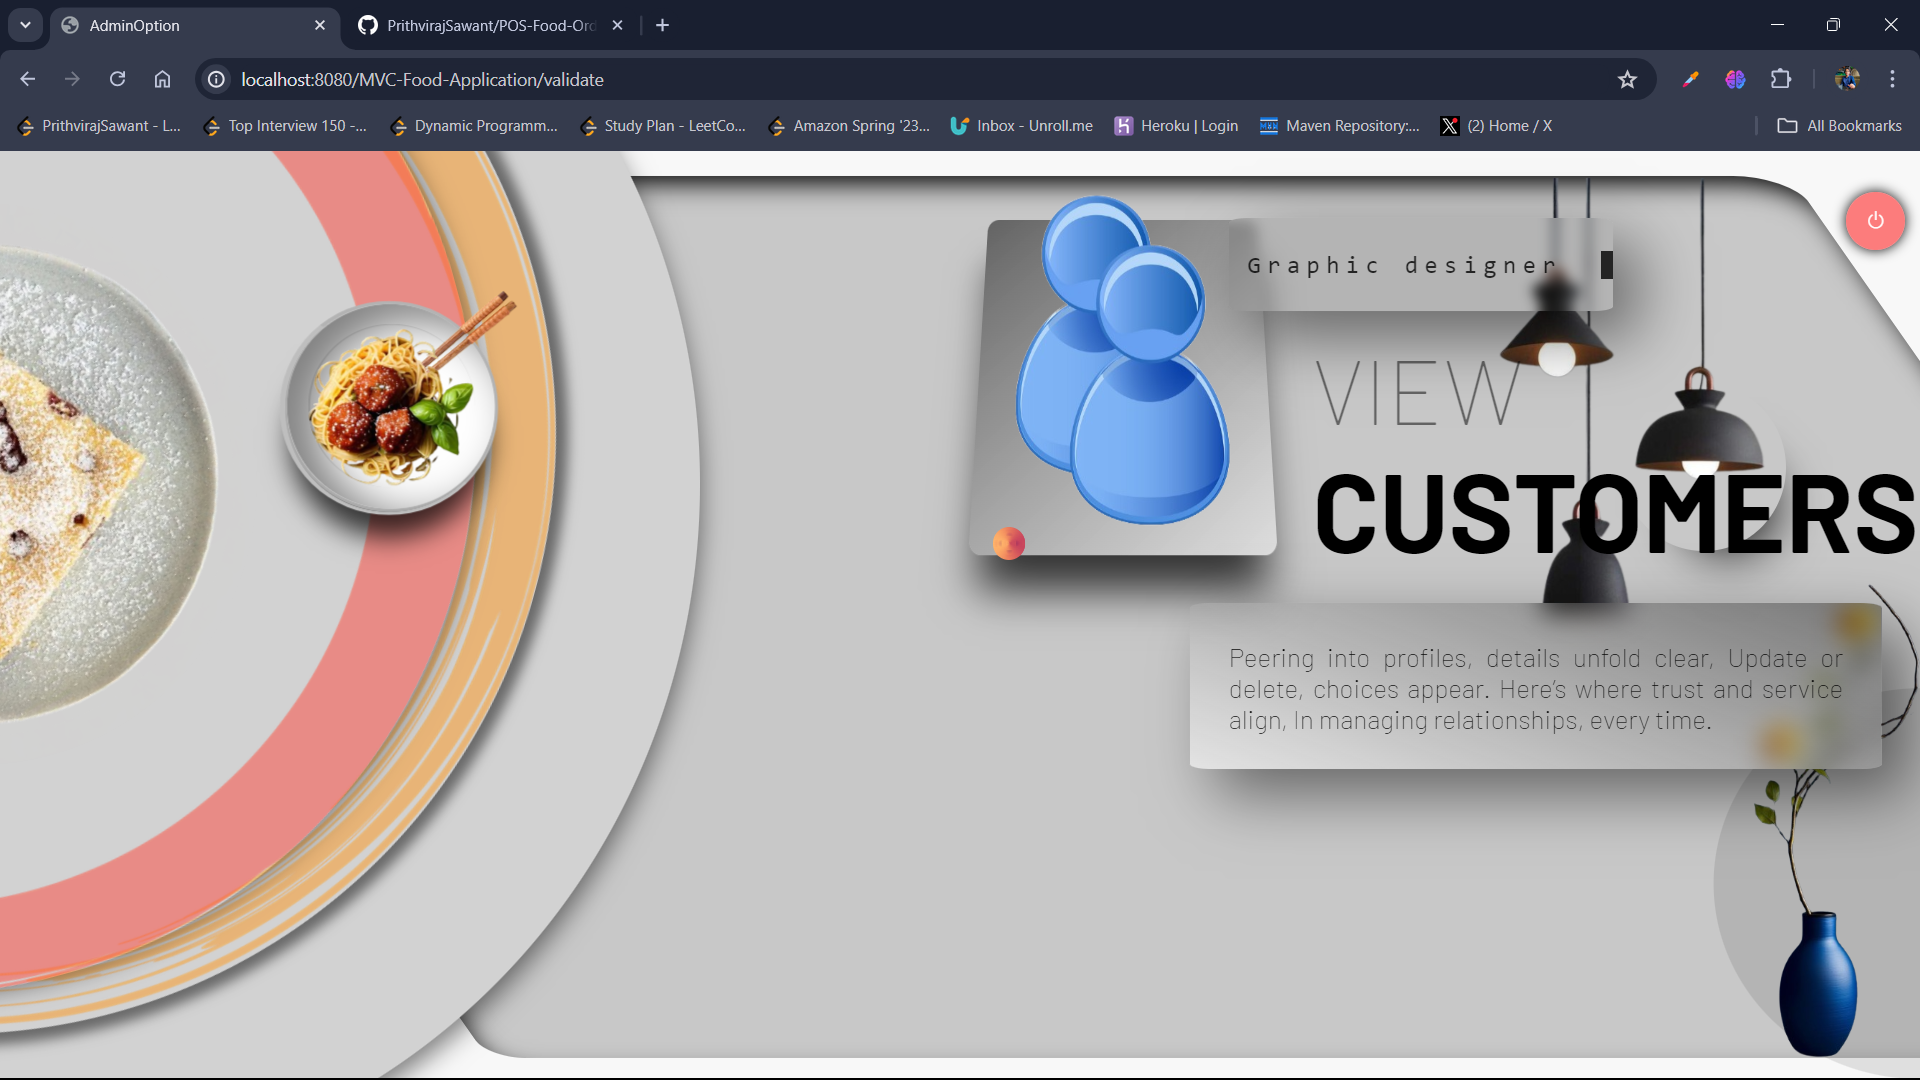 AdminOption
PrithvirajSawant/POS-Food-Ord
localhost:8080/MVC-Food-Application/validate
PrithvirajSawant - L...
Top Interview 150 -...
Dynamic Programm...
Study Plan - LeetCo...
Amazon Spring '23...
Inbox - Unroll.me
Heroku | Login
Maven Repository:...
(2) Home / X
All Bookmarks
Graphic designer
VIEW
CUSTOMERS
Peering into profiles, details unfold clear, Update or
delete, choices appear. Here's where trust and service
align, In managing relationships, every time.